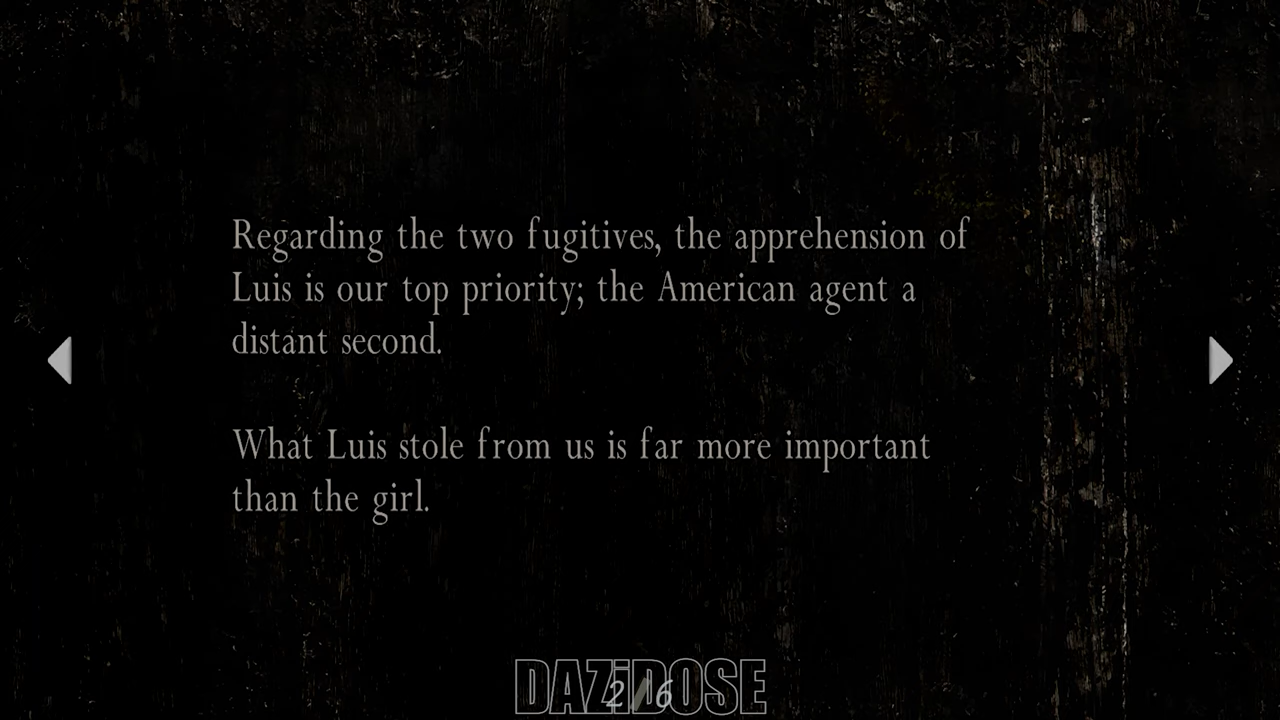 Regarding the two fugitives, the apprehension of
Luis is our top priority; the American agent a
distant second.
What Luis stole from us is far more important
than the girl.
DAZiDOSE
2/6